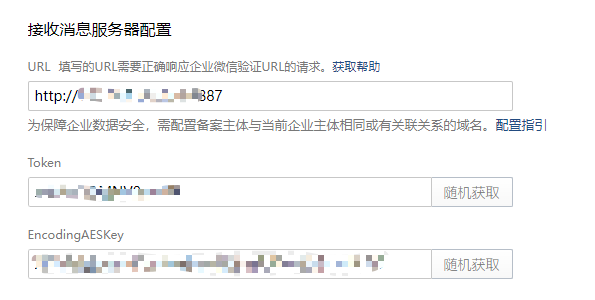 接收消息服务器配置
URL 填写的URL需要正确响应企业微信验证URL的请求。获取帮助
http://
387
为保障企业数据安全，需配置备案主体与当前企业主体相同或有关联关系的域名。配置指引
Token
随机获取
EncodingAESKey
随机获取